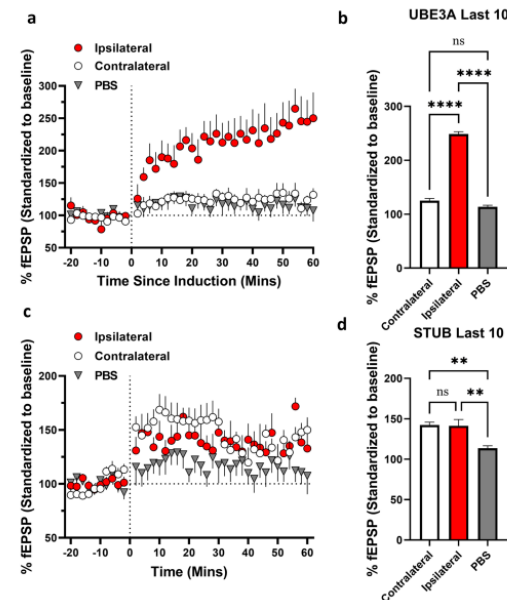 a
Ipsilateral
Contralateral
PBS
% fEPSP (Standardized to baseline)
300
250
200
150
100
50
-20 -10 0 10 20 30 40 50 60
Time Since Induction (Mins)
b
UBE3A Last 10
ns
**** ****
% fEPSP (Standardized to baseline)
300
250
200
150
100
50
0
Contralateral
Ipsilateral
PBS
c
Ipsilateral
Contralateral
PBS
% fEPSP (Standardized to baseline)
200
150
100
50
-20 -10 0 10 20 30 40 50 60
Time (Mins)
d
STUB Last 10
**
ns **
% fEPSP (Standardized to baseline)
200
150
100
50
0
Contralateral
Ipsilateral
PBS